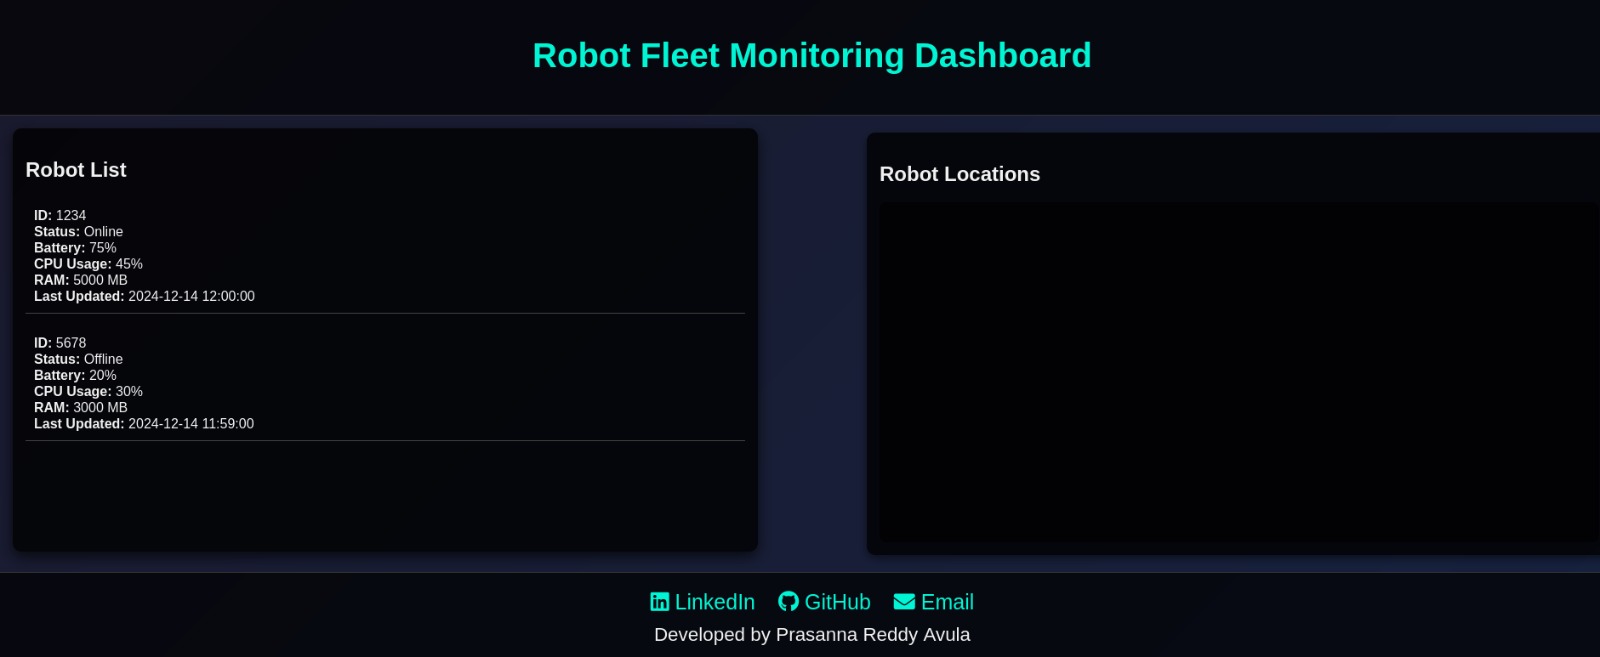 Robot Fleet Monitoring Dashboard
Robot List
ID: 1234
Status: Online
Battery: 75%
CPU Usage: 45%
RAM: 5000 MB
Last Updated: 2024-12-14 12:00:00
ID: 5678
Status: Offline
Battery: 20%
CPU Usage: 30%
RAM: 3000 MB
Last Updated: 2024-12-14 11:59:00
Robot Locations
LinkedIn GitHub Email
Developed by Prasanna Reddy Avula